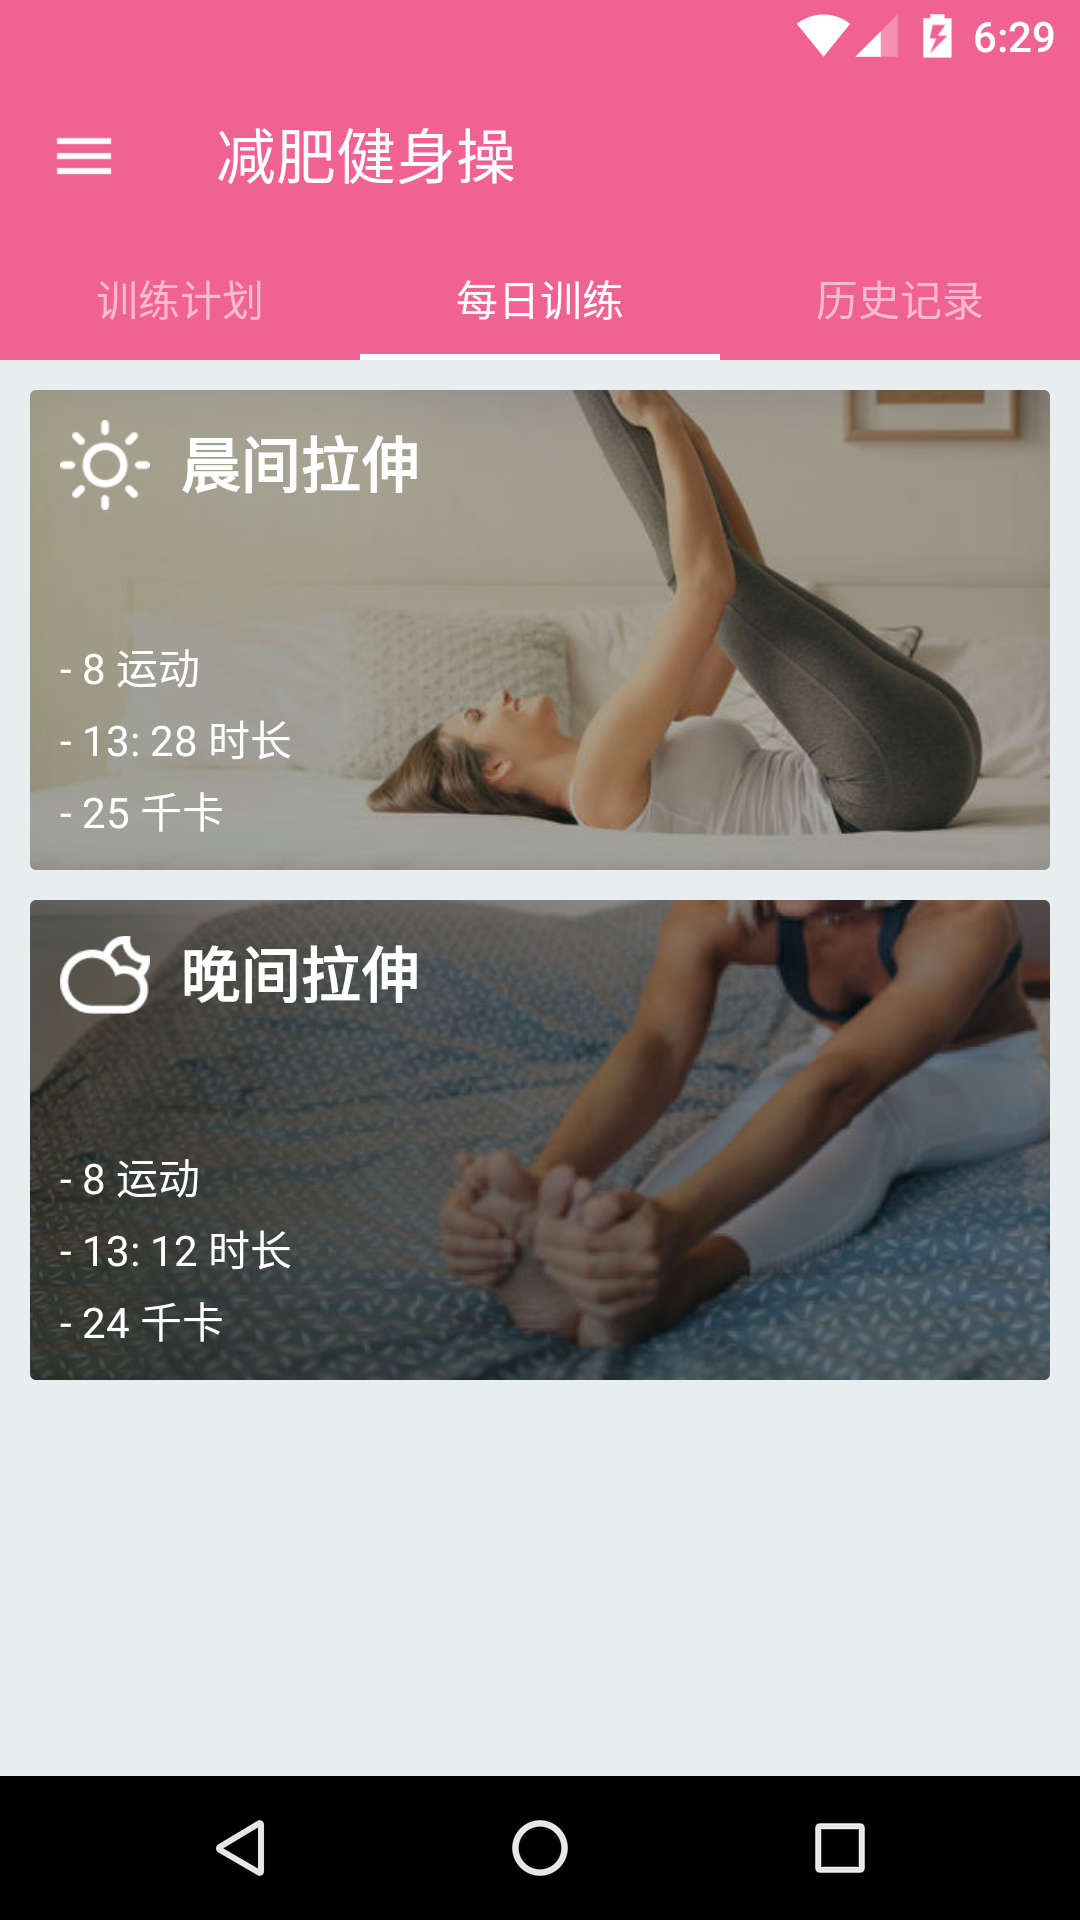 6:29
减肥健身操
训练计划
每日训练
历史记录
晨间拉伸
- 8 运动
- 13: 28 时长
- 25 千卡
晚间拉伸
- 8 运动
- 13: 12 时长
- 24 千卡